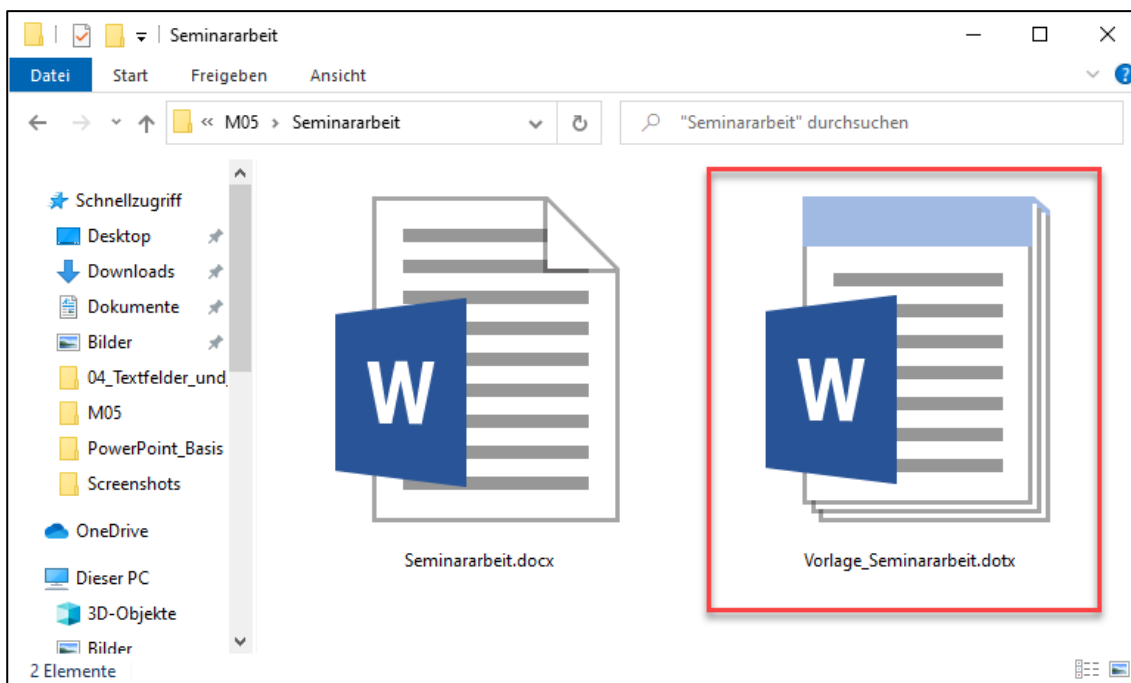 Seminararbeit
Datei Start Freigeben Ansicht
?
« M05 > Seminararbeit
"Seminararbeit" durchsuchen
Schnellzugriff
Desktop
Downloads
Dokumente
Bilder
04_Textfelder_und_
M05
PowerPoint_Basis
Screenshots
OneDrive
Dieser PC
3D-Objekte
Bilder
W
Seminararbeit.docx
W
Vorlage_Seminararbeit.dotx
2 Elemente